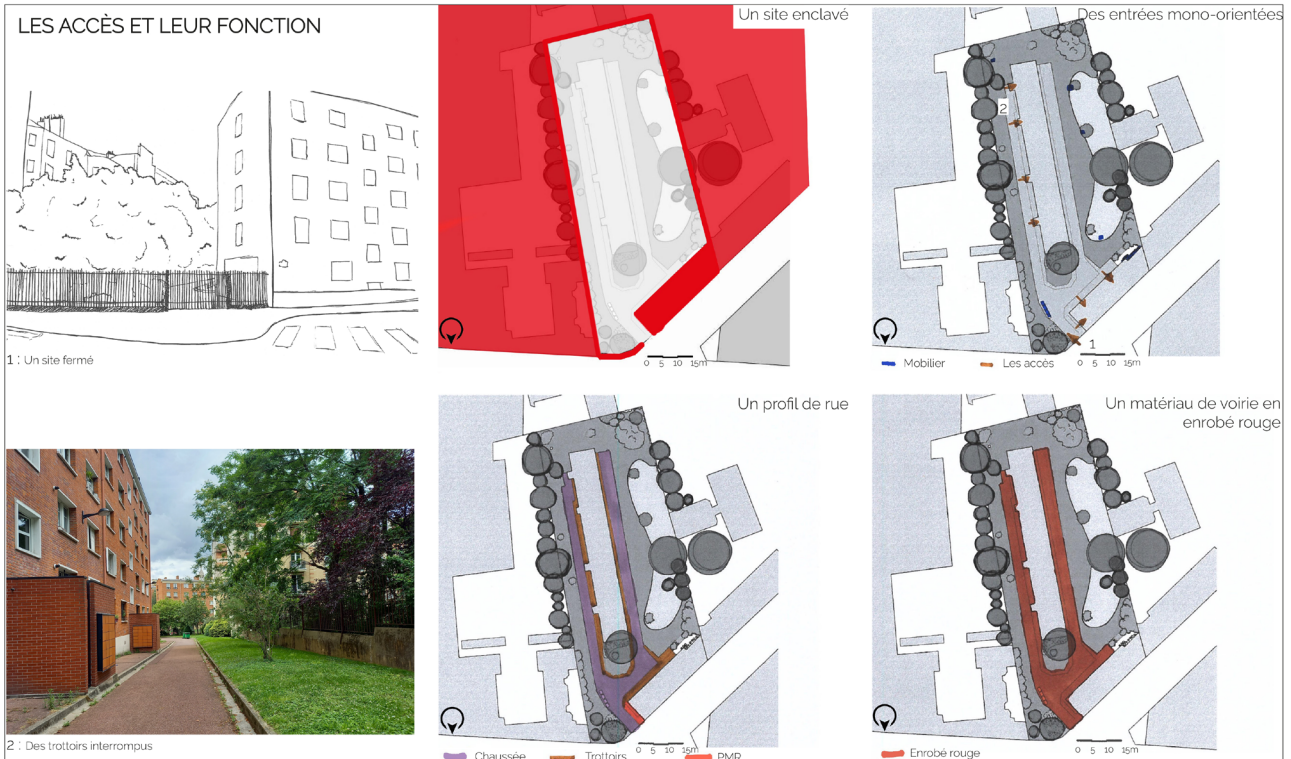 LES ACCÈS ET LEUR FONCTION
1 : Un site fermé
2 : Des trottoirs interrompus
Un site enclavé
0 5 10 15m
Des entrées mono-orientées
2
1
Mobilier
Les accès
0 5 10 15m
Un profil de rue
0 5 10 15m
Chaussée
Trottoirs
PMR
Un matériau de voirie en
enrobé rouge
0 5 10 15m
Enrobé rouge